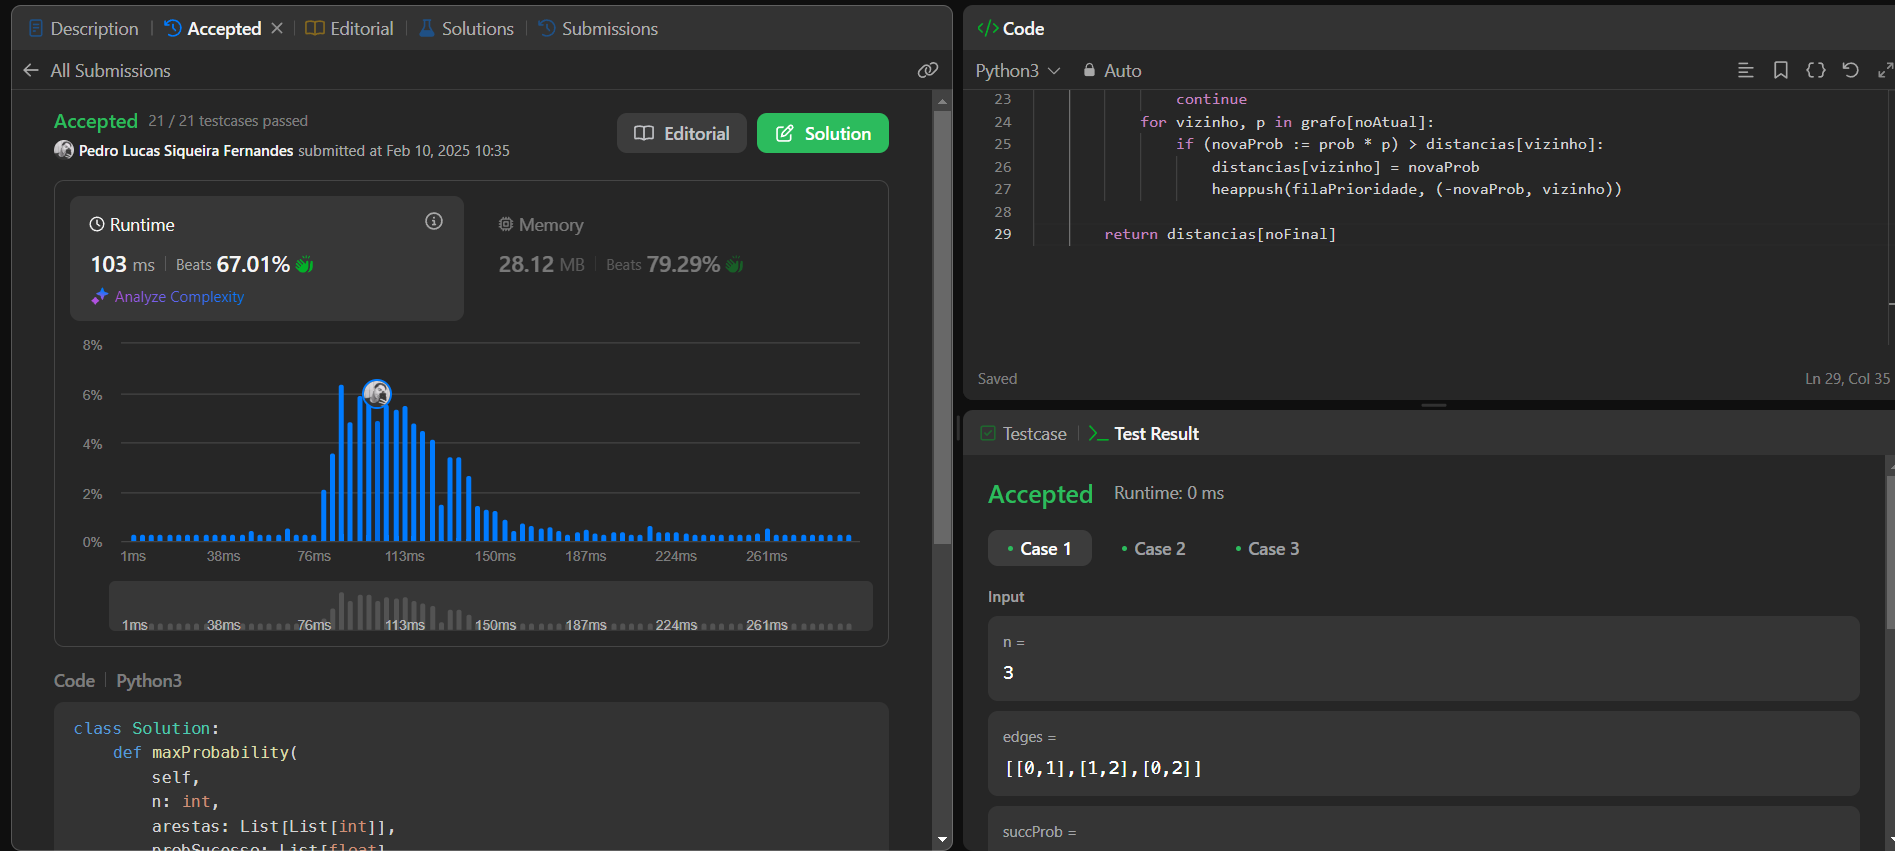 Description
Accepted
Editorial
Solutions
Submissions
All Submissions
Accepted 21 / 21 testcases passed
Pedro Lucas Siqueira Fernandes submitted at Feb 10, 2025 10:35
Editorial
Solution
Runtime
103 ms Beats 67.01%
Analyze Complexity
Memory
28.12 MB Beats 79.29%
8%
6%
4%
2%
0%
1ms 38ms 76ms 113ms 150ms 187ms 224ms 261ms
1ms 38ms 76ms 113ms 150ms 187ms 224ms 261ms
Code Python3
class Solution:
def maxProbability(
self,
n: int,
arestas: List[List[int]],
probSucesso: List[float],
Code
Python3 Auto
23 continue
24 for vizinho, p in grafo[noAtual]:
25 if (novaProb := prob * p) > distancias[vizinho]:
26 distancias[vizinho] = novaProb
27 heappush(filaPrioridade, (-novaProb, vizinho))
28
29 return distancias[noFinal]
Saved
Ln 29, Col 35
Testcase
Test Result
Accepted Runtime: 0 ms
Case 1
Case 2
Case 3
Input
n =
3
edges =
[[0,1],[1,2],[0,2]]
succProb =